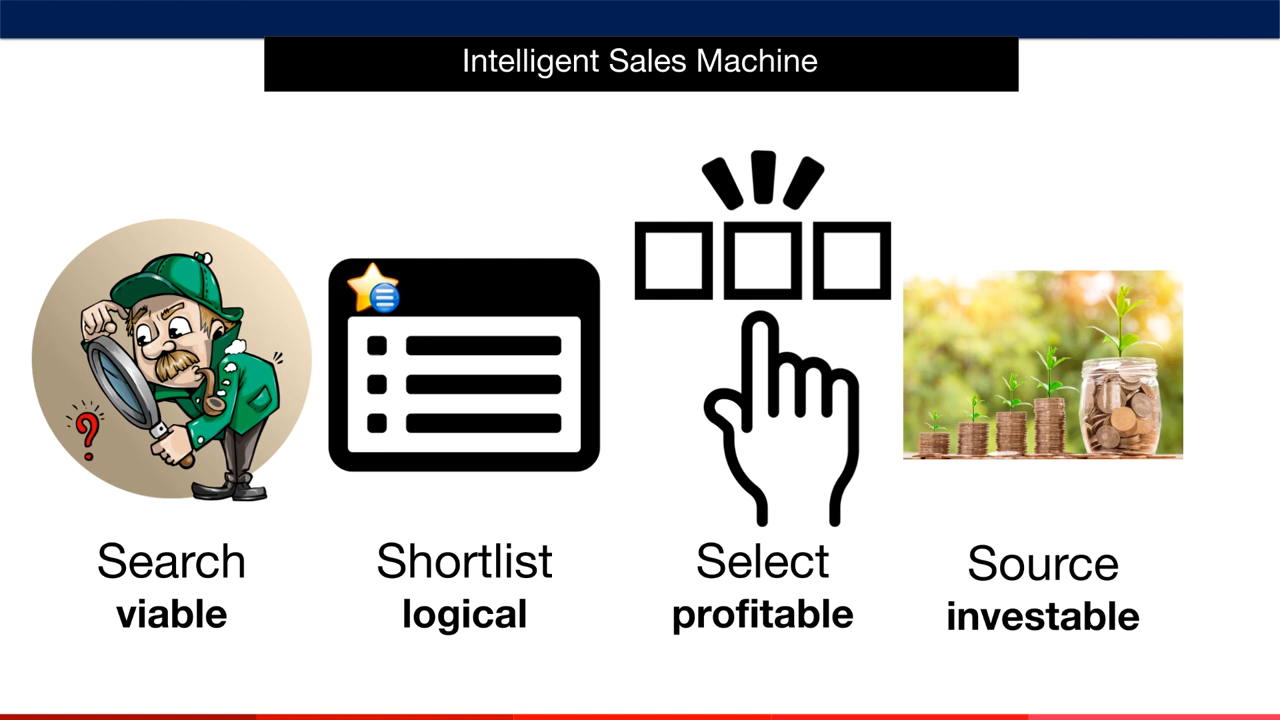 Intelligent Sales Machine
?
Search
viable
Shortlist
logical
Select
profitable
Source
investable